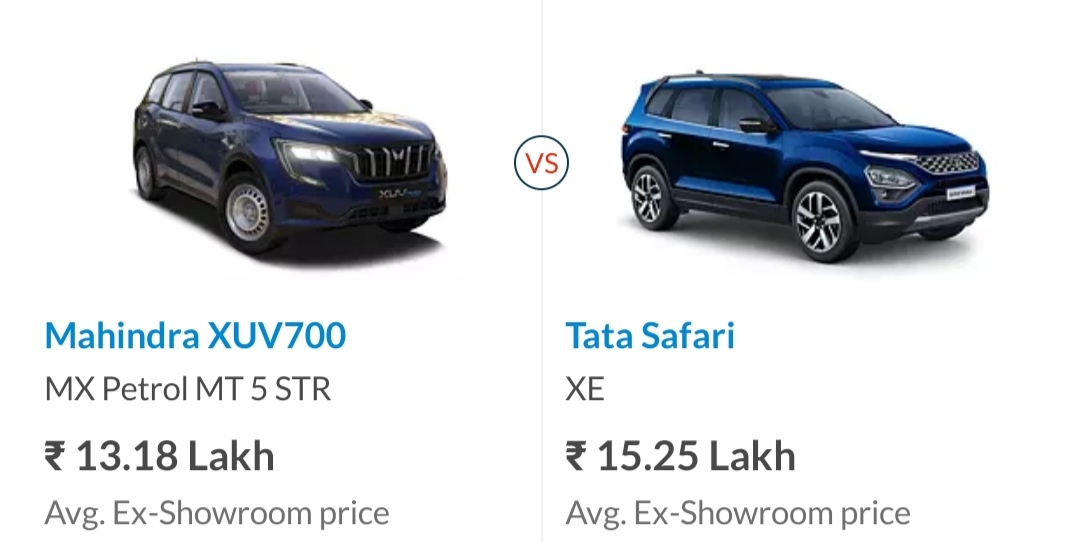 XUV700
VS
Mahindra XUV700
MX Petrol MT 5 STR
₹ 13.18 Lakh
Avg. Ex-Showroom price
Tata Safari
XE
₹ 15.25 Lakh
Avg. Ex-Showroom price